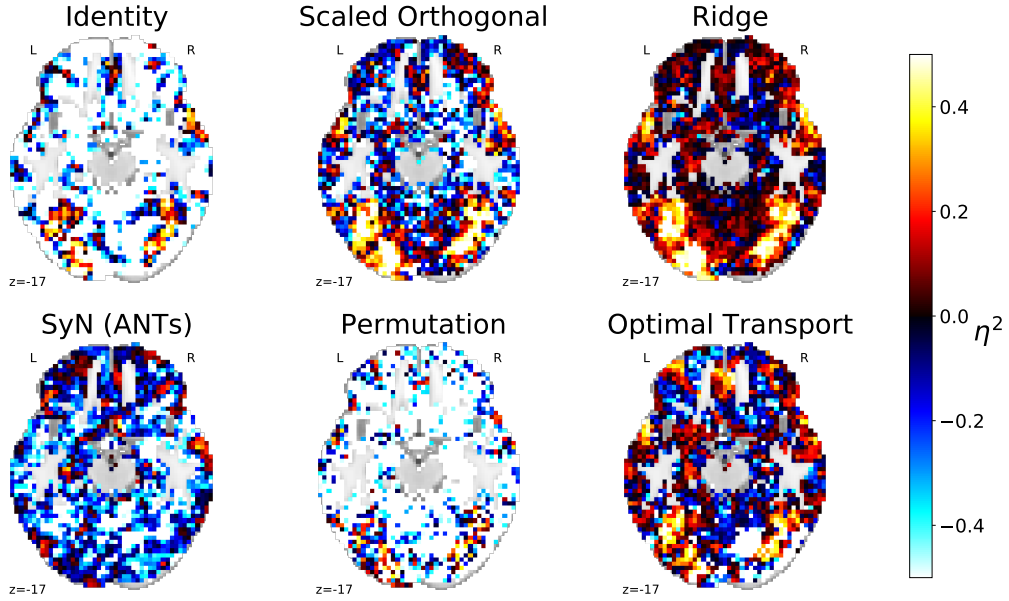 Identity
Scaled Orthogonal
Ridge
L R
L R
L R
0.4
0.2
0.0
−0.2
−0.4
η²
z=-17
z=-17
z=-17
SyN (ANTs)
Permutation
Optimal Transport
L R
L R
L R
z=-17
z=-17
z=-17